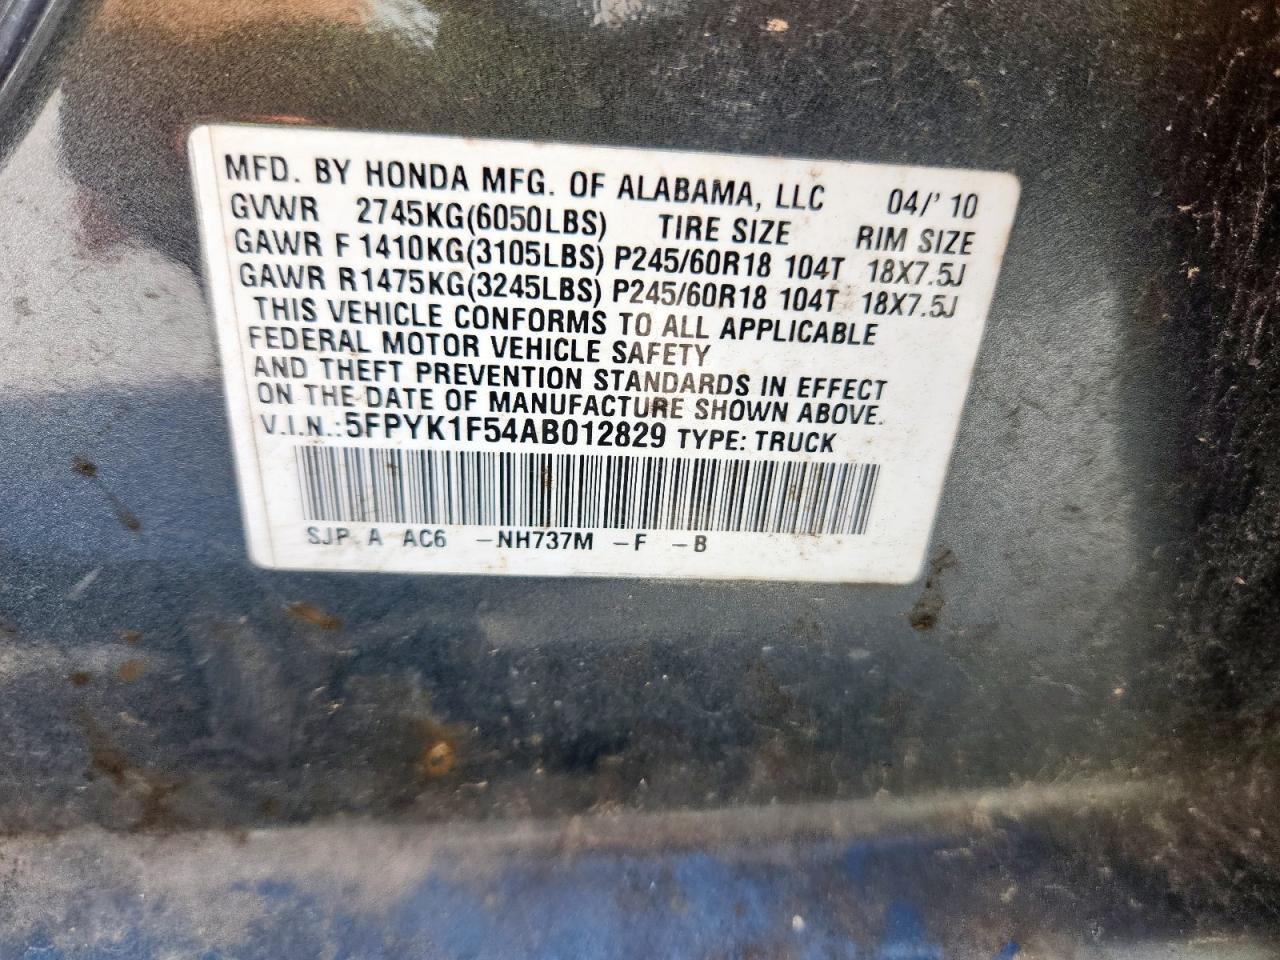 MFD. BY HONDA MFG. OF ALABAMA, LLC 04/'10
GVWR 2745KG(6050LBS) TIRE SIZE RIM SIZE
GAWR F 1410KG(3105LBS) P245/60R18 104T 18X7.5J
GAWR R1475KG(3245LBS) P245/60R18 104T 18X7.5J
THIS VEHICLE CONFORMS TO ALL APPLICABLE
FEDERAL MOTOR VEHICLE SAFETY
AND THEFT PREVENTION STANDARDS IN EFFECT
ON THE DATE OF MANUFACTURE SHOWN ABOVE.
V.I.N.:5FPYK1F54AB012829 TYPE: TRUCK
SJP A AC6 -NH737M -F -B